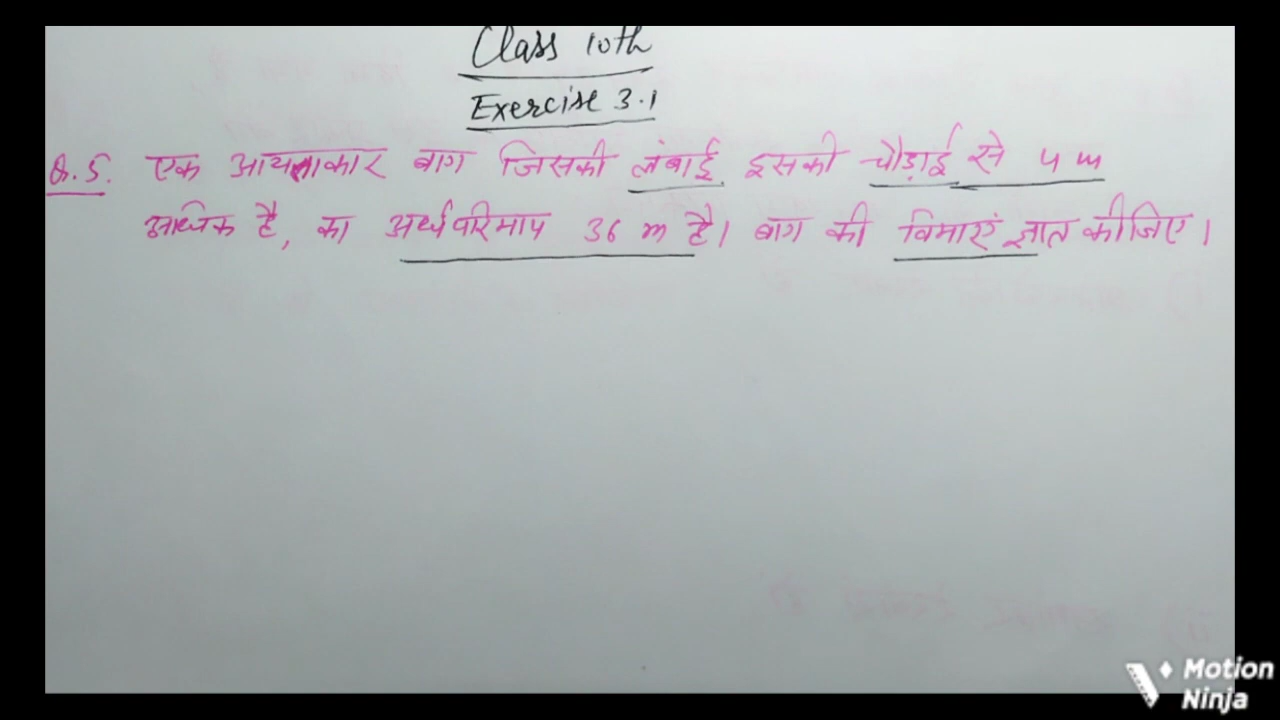 Class 10th
Exercise 3.1
Q.5. एक आयताकार बाग जिसकी लंबाई इसकी चौड़ाई से 4 m
अधिक है, का अर्धपरिमाप 36 m है। बाग की विमाएं ज्ञात कीजिए।
Motion
Ninja